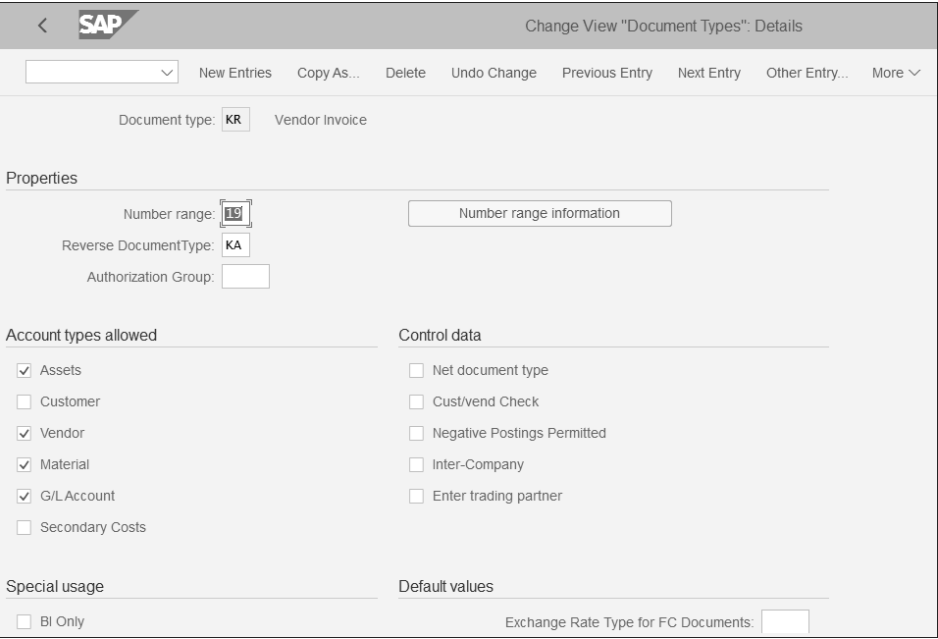 SAP Change View "Document Types": Details
New Entries Copy As... Delete Undo Change Previous Entry Next Entry Other Entry... More
Document type: KR Vendor Invoice
Properties
Number range: 19 Number range information
Reverse DocumentType: KA
Authorization Group:
Account types allowed Control data
Assets Net document type
Customer Cust/vend Check
Vendor Negative Postings Permitted
Material Inter-Company
G/L Account Enter trading partner
Secondary Costs
Special usage Default values
BI Only Exchange Rate Type for FC Documents: